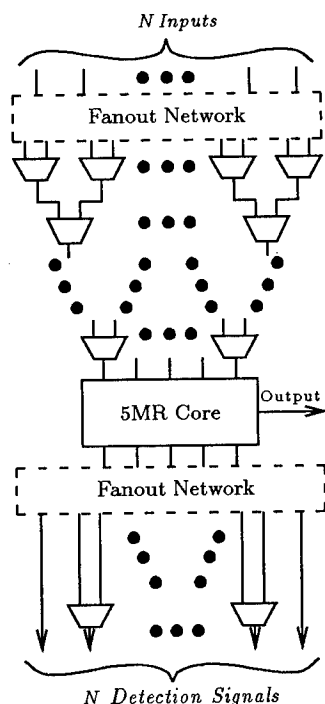 N Inputs
Fanout Network
Output
5MR Core
Fanout Network
N Detection Signals